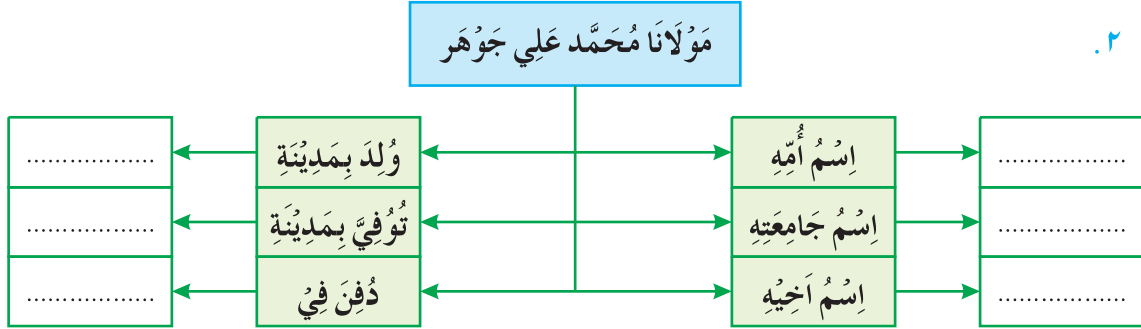 ٢.
مَوْلَانَا مُحَمَّد عَلِي جَوْهَر
................. اِسْمُ أُمِّهِ وُلِدَ بِمَدِيْنَةِ .................
................. اِسْمُ جَامِعَتِهِ تُوُفِيَّ بِمَدِيْنَةِ .................
................. اِسْمُ اَخِيْهِ دُفِنَ فِيْ .................